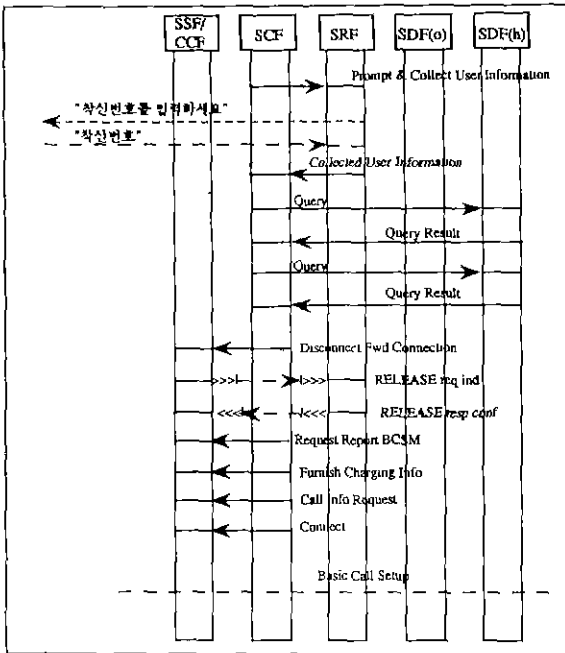 SSF/
CCF
SCF
SRF
SDF(o)
SDF(h)
Prompt & Collect User Information
"착신번호를 입력하세요"
"착신번호"
Collected User Information
Query
Query Result
Query
Query Result
Disconnect Fwd Connection
>>>I I>>> RELEASE req ind
<<<I I<<< RELEASE resp conf
Request Report BCSM
Furnish Charging Info
Call Info Request
Connect
Basic Call Setup